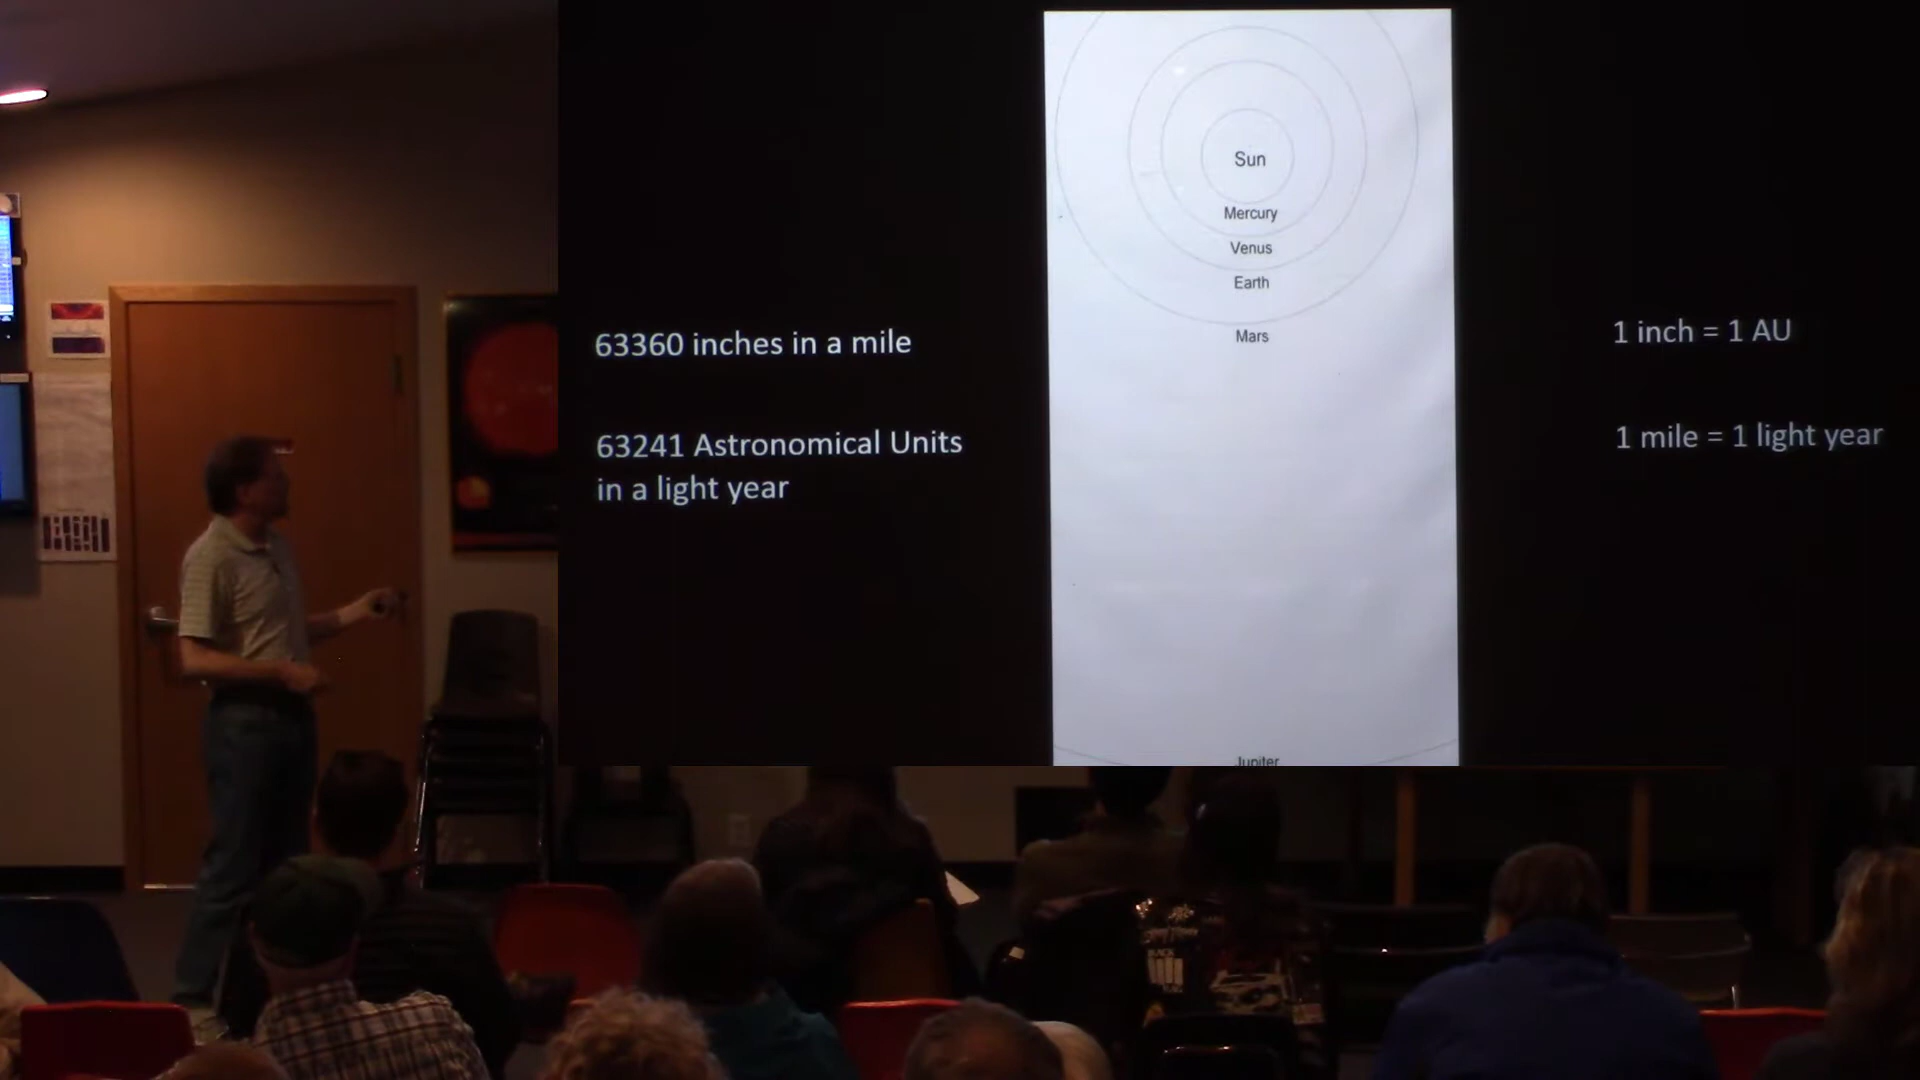 63360 inches in a mile
63241 Astronomical Units
in a light year
Sun
Mercury
Venus
Earth
Mars
Jupiter
1 inch = 1 AU
1 mile = 1 light year